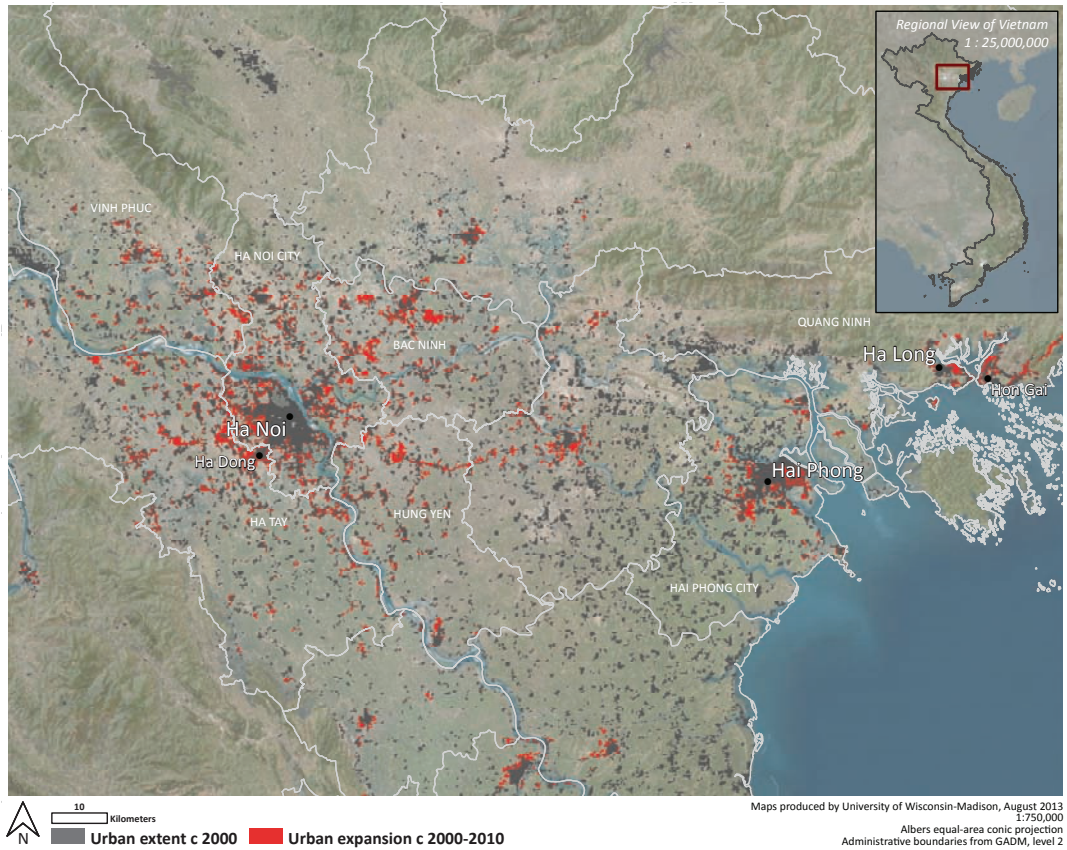 Regional View of Vietnam
1 : 25,000,000
VINH PHUC
HA NOI CITY
QUANG NINH
BAC NINH
Ha Long
Hon Gai
Ha Noi
Ha Dong
Hai Phong
HA TAY
HUNG YEN
HAI PHONG CITY
10
Kilometers
N
Urban extent c 2000
Urban expansion c 2000-2010
Maps produced by University of Wisconsin-Madison, August 2013
1:750,000
Albers equal-area conic projection
Administrative boundaries from GADM, level 2